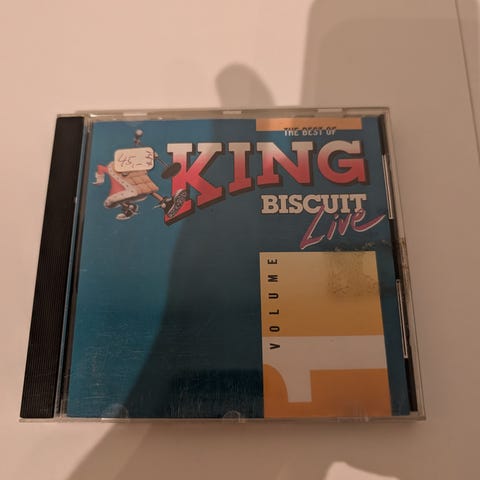 THE BEST OF
45,-
KING
BISCUIT
Live
VOLUME
1